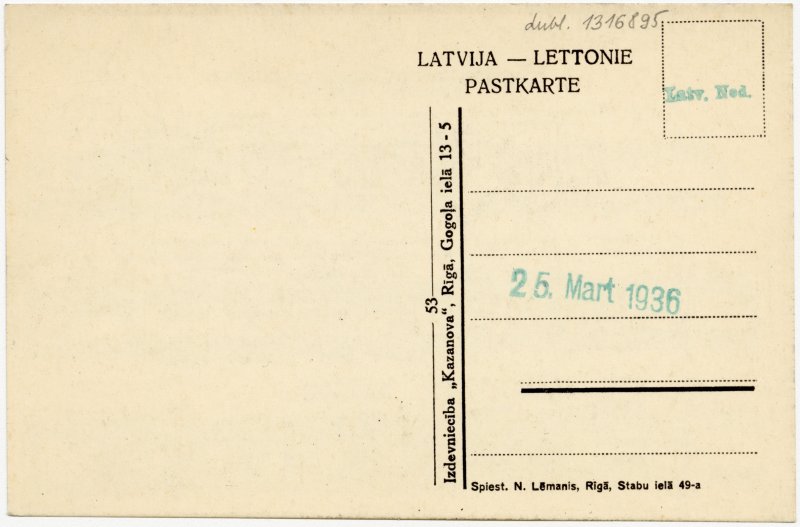 dubl. 1316895
LATVIJA — LETTONIE
PASTKARTE
Latv. Ned.
53
Izdevniecība „Kazanova“, Rīgā, Gogoļa ielā 13 - 5
25. Mart 1936
Spiest. N. Lēmanis, Rīgā, Stabu ielā 49-a